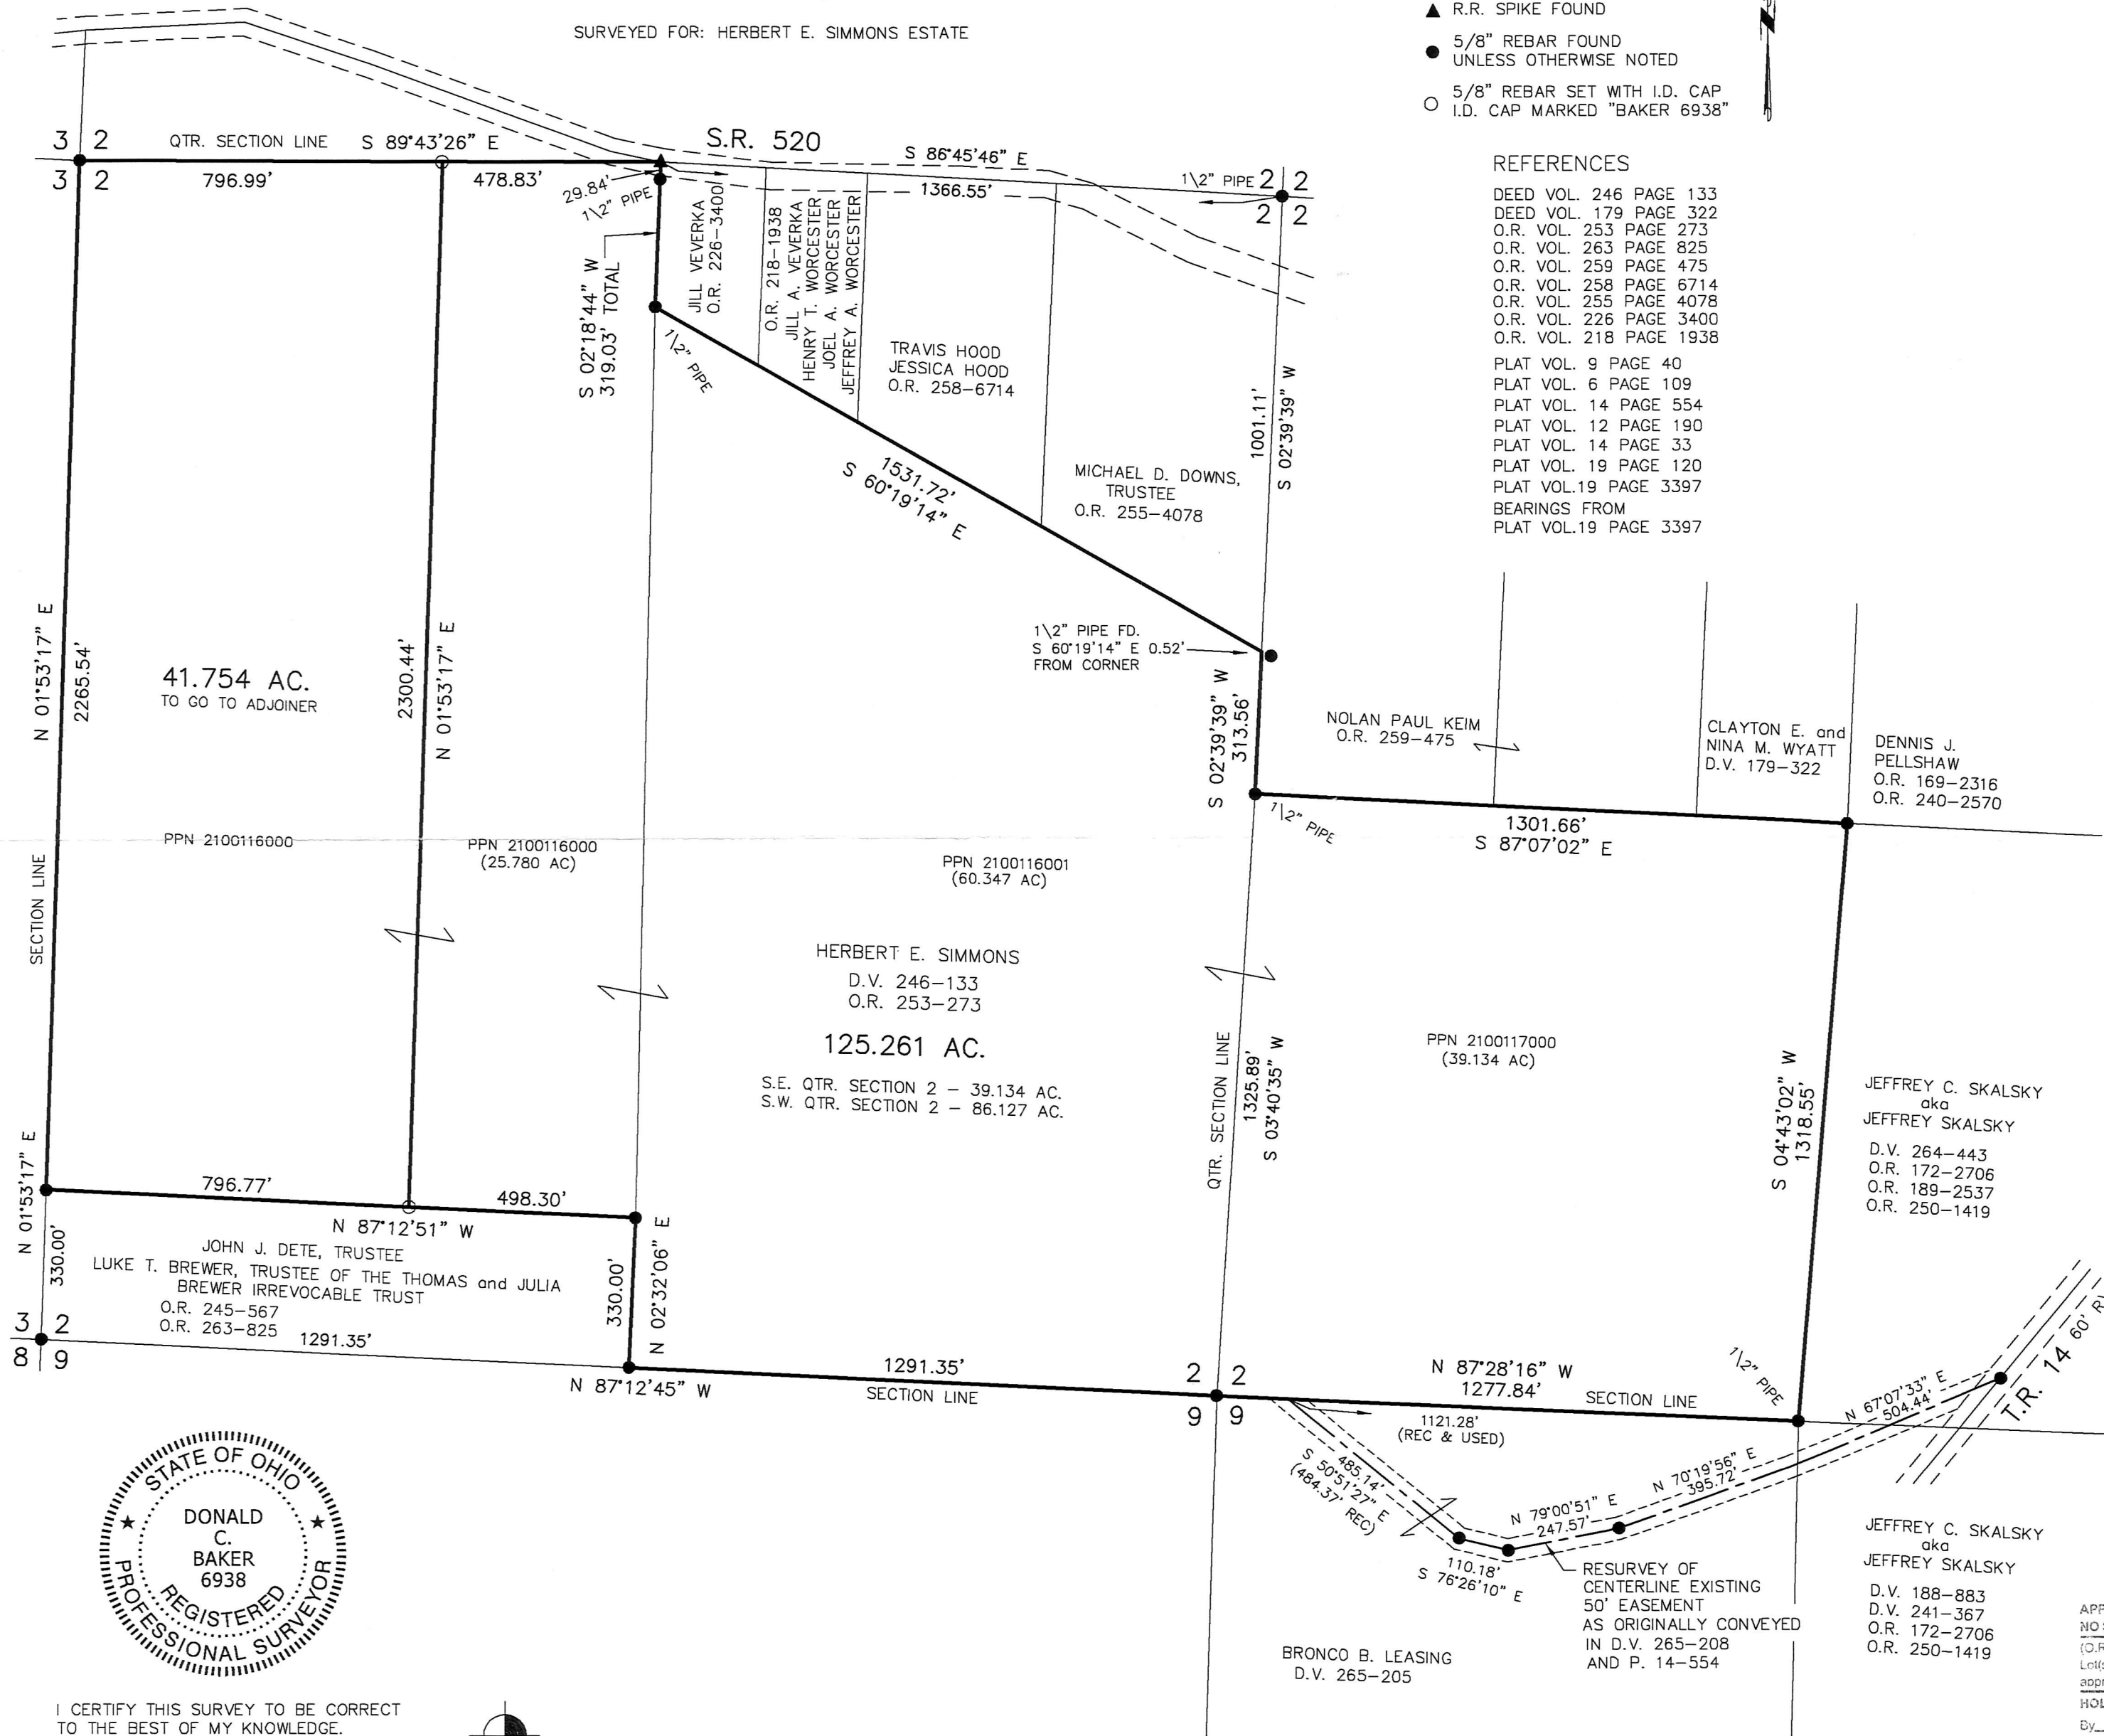 SURVEYED FOR: HERBERT E. SIMMONS ESTATE
R.R. SPIKE FOUND
5/8" REBAR FOUND
UNLESS OTHERWISE NOTED
5/8" REBAR SET WITH I.D. CAP
I.D. CAP MARKED "BAKER 6938"
REFERENCES
DEED VOL. 246 PAGE 133
DEED VOL. 179 PAGE 322
O.R. VOL. 253 PAGE 273
O.R. VOL. 263 PAGE 825
O.R. VOL. 259 PAGE 475
O.R. VOL. 258 PAGE 6714
O.R. VOL. 255 PAGE 4078
O.R. VOL. 226 PAGE 3400
O.R. VOL. 218 PAGE 1938
PLAT VOL. 9 PAGE 40
PLAT VOL. 6 PAGE 109
PLAT VOL. 14 PAGE 554
PLAT VOL. 12 PAGE 190
PLAT VOL. 14 PAGE 33
PLAT VOL. 19 PAGE 120
PLAT VOL.19 PAGE 3397
BEARINGS FROM
PLAT VOL.19 PAGE 3397
3 2
3 2
QTR. SECTION LINE S 89°43'26" E
796.99'
478.83'
S.R. 520
S 86°45'46" E
1366.55'
1\2" PIPE
2 2
2 2
29.84'
1\2" PIPE
S 02°18'44" W
319.03' TOTAL
JILL VEVERKA
O.R. 226-3400
O.R. 218-1938
JILL A. VEVERKA
HENRY T. WORCESTER
JOEL A. WORCESTER
JEFFREY A. WORCESTER
TRAVIS HOOD
JESSICA HOOD
O.R. 258-6714
1\2" PIPE
1531.72'
S 60°19'14" E
MICHAEL D. DOWNS,
TRUSTEE
O.R. 255-4078
1001.11'
S 02°39'39" W
1\2" PIPE FD.
S 60°19'14" E 0.52'
FROM CORNER
S 02°39'39" W
313.56'
NOLAN PAUL KEIM
O.R. 259-475
CLAYTON E. and
NINA M. WYATT
D.V. 179-322
DENNIS J.
PELLSHAW
O.R. 169-2316
O.R. 240-2570
1\2" PIPE
1301.66'
S 87°07'02" E
N 01°53'17" E
2265.54'
41.754 AC.
TO GO TO ADJOINER
2300.44'
N 01°53'17" E
SECTION LINE
PPN 2100116000
PPN 2100116000
(25.780 AC)
PPN 2100116001
(60.347 AC)
HERBERT E. SIMMONS
D.V. 246-133
O.R. 253-273
125.261 AC.
S.E. QTR. SECTION 2 - 39.134 AC.
S.W. QTR. SECTION 2 - 86.127 AC.
QTR. SECTION LINE
1325.89'
S 03°40'35" W
PPN 2100117000
(39.134 AC)
S 04°43'02" W
1318.55'
JEFFREY C. SKALSKY
aka
JEFFREY SKALSKY
D.V. 264-443
O.R. 172-2706
O.R. 189-2537
O.R. 250-1419
N 01°53'17" E
330.00'
796.77'
498.30'
N 87°12'51" W
JOHN J. DETE, TRUSTEE
LUKE T. BREWER, TRUSTEE OF THE THOMAS and JULIA
BREWER IRREVOCABLE TRUST
O.R. 245-567
O.R. 263-825
330.00'
N 02°32'06" E
3 2
8 9
1291.35'
N 87°12'45" W
1291.35'
SECTION LINE
2 2
9 9
N 87°28'16" W
1277.84'
SECTION LINE
1\2" PIPE
1121.28'
(REC & USED)
485.14'
S 50°51'27" E
(484.37' REC)
110.18'
S 76°26'10" E
N 79°00'51" E
247.57'
N 70°19'56" E
395.72'
N 67°07'33" E
504.44'
T.R. 14 60'
RESURVEY OF
CENTERLINE EXISTING
50' EASEMENT
AS ORIGINALLY CONVEYED
IN D.V. 265-208
AND P. 14-554
BRONCO B. LEASING
D.V. 265-205
JEFFREY C. SKALSKY
aka
JEFFREY SKALSKY
D.V. 188-883
D.V. 241-367
O.R. 172-2706
O.R. 250-1419
STATE OF OHIO
DONALD
C.
BAKER
6938
REGISTERED
PROFESSIONAL SURVEYOR
I CERTIFY THIS SURVEY TO BE CORRECT
TO THE BEST OF MY KNOWLEDGE.
NO
By